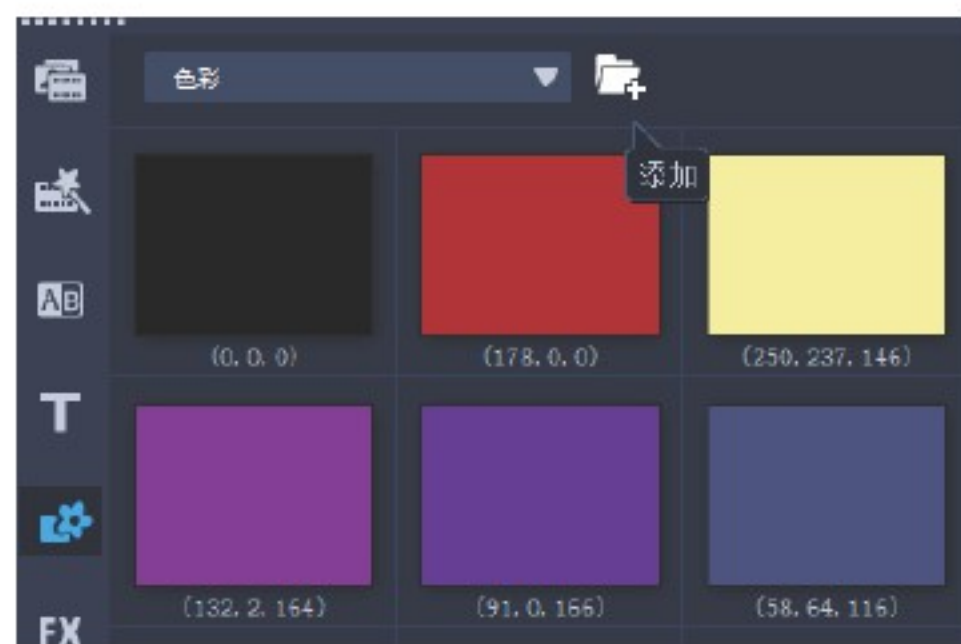 色彩
添加
AB
(0, 0, 0)
(178, 0, 0)
(250, 237, 146)
T
(132, 2, 164)
(91, 0, 166)
(58, 64, 116)
FX